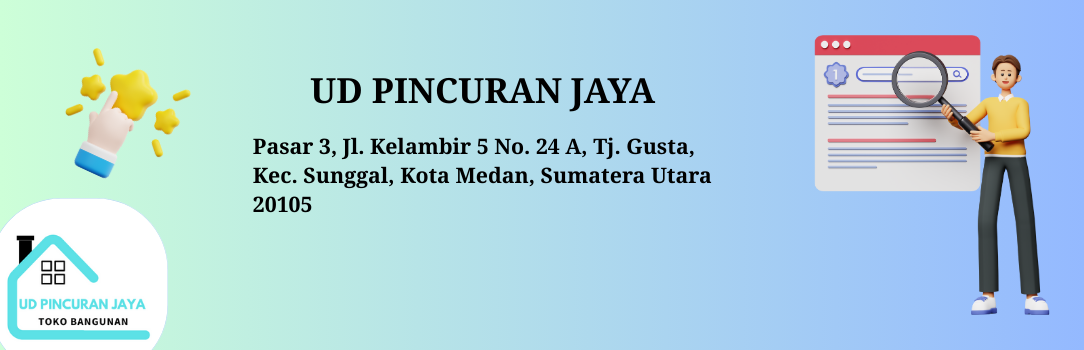 UD PINCURAN JAYA
Pasar 3, Jl. Kelambir 5 No. 24 A, Tj. Gusta,
Kec. Sunggal, Kota Medan, Sumatera Utara
20105
1
UD PINCURAN JAYA
TOKO BANGUNAN